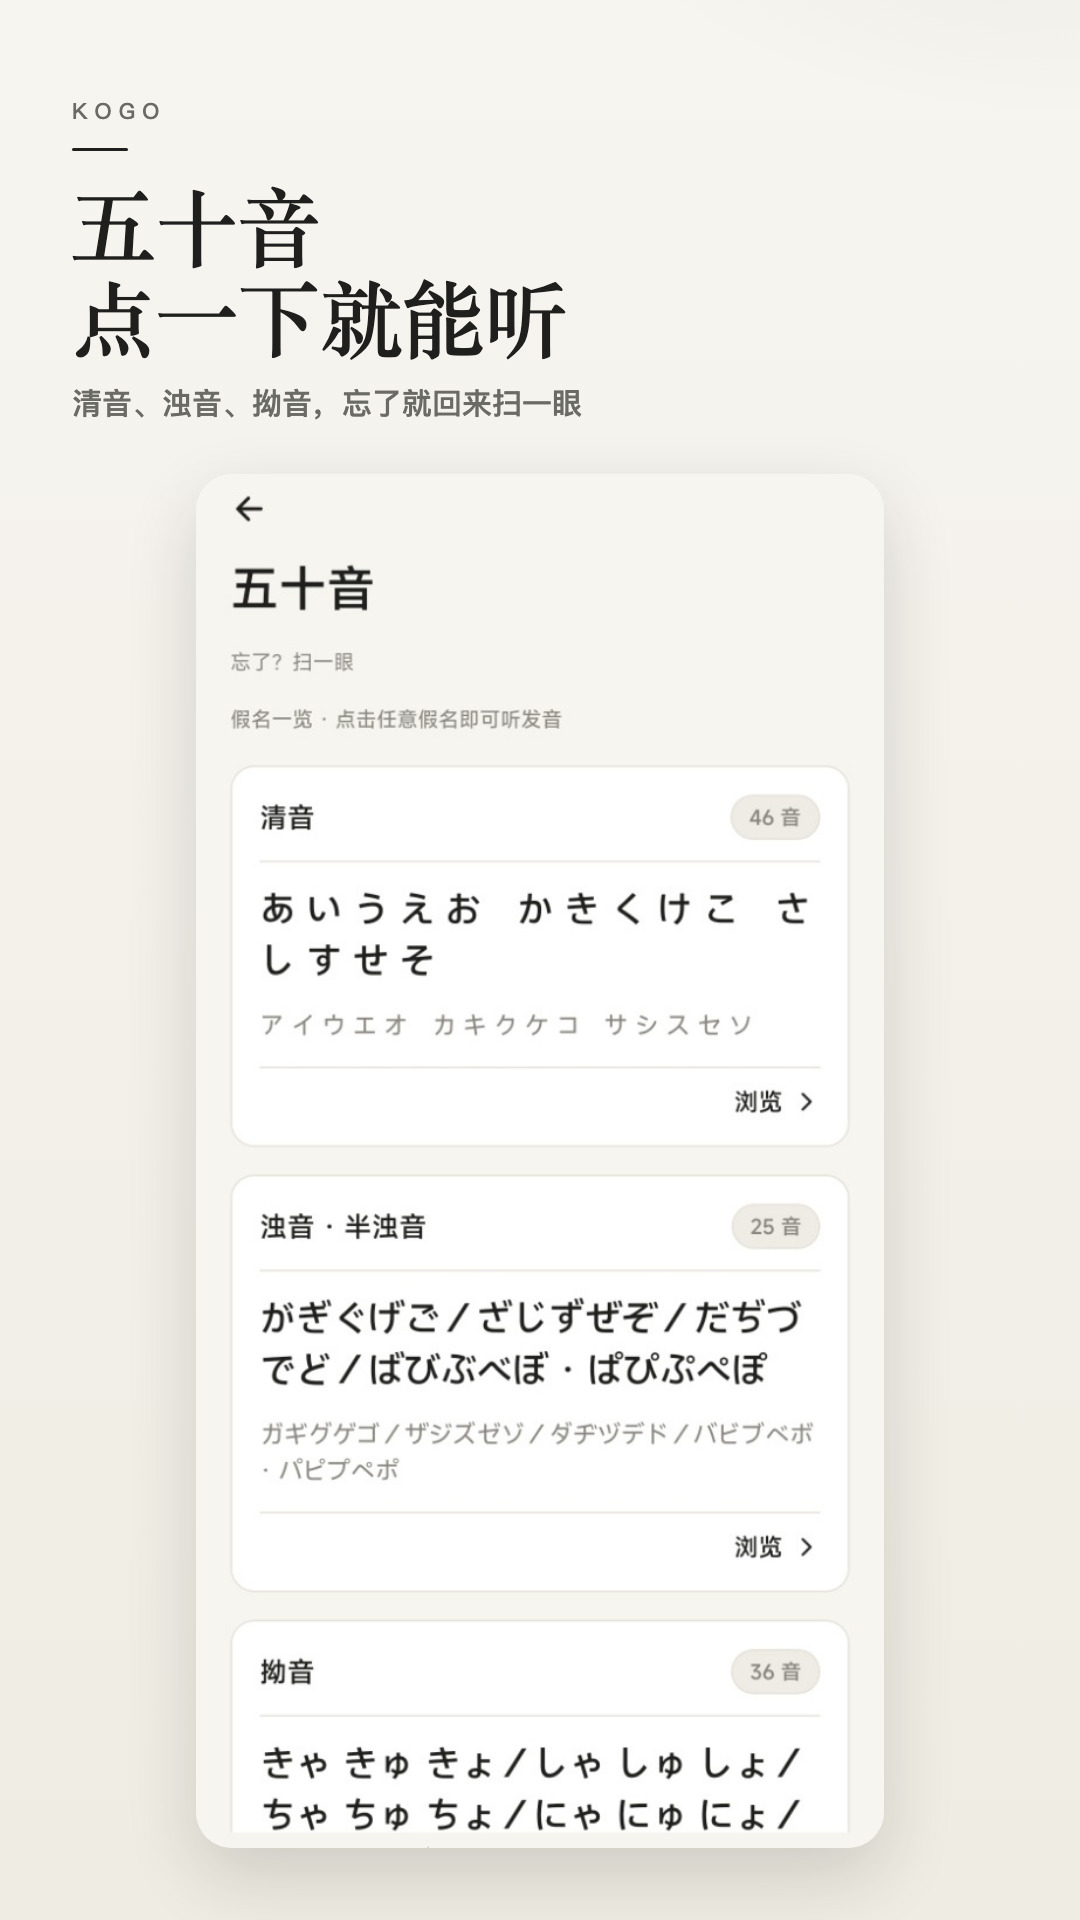 KOGO
五十音
点一下就能听
清音、浊音、拗音，忘了就回来扫一眼
五十音
忘了？扫一眼
假名一览 · 点击任意假名即可听发音
清音
46 音
あ い う え お か き く け こ さ
し す せ そ
ア イ ウ エ オ カ キ ク ケ コ サ シ ス セ ソ
浏览
浊音 · 半浊音
25 音
がぎぐげご／ざじずぜぞ／だぢづ
でど／ばびぶべぼ · ぱぴぷぺぽ
ガギグゲゴ／ザジズゼゾ／ダヂヅデド／バビブベボ
· パピプペポ
浏览
拗音
36 音
きゃ きゅ きょ／しゃ しゅ しょ／
ちゃ ちゅ ちょ／にゃ にゅ にょ／